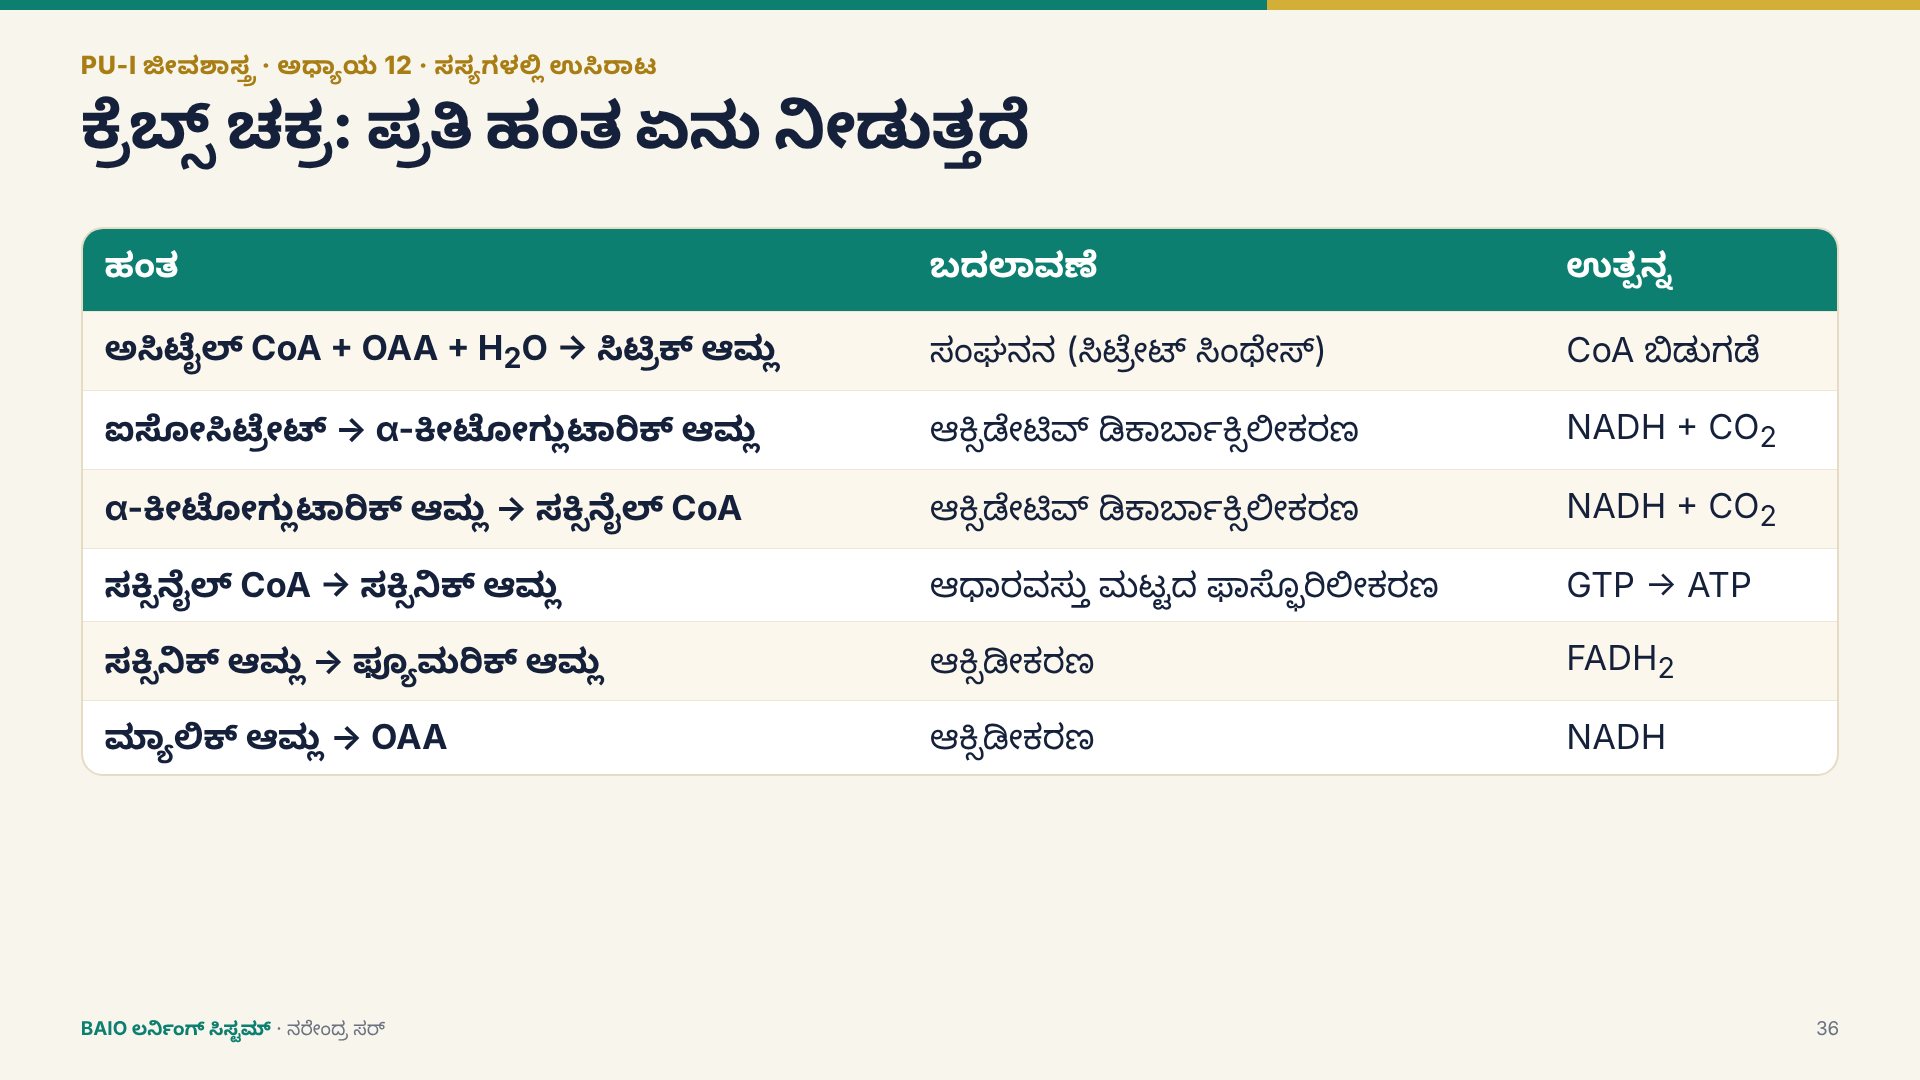 PU-I ಜೀವಶಾಸ್ತ್ರ · ಅಧ್ಯಾಯ 12 · ಸಸ್ಯಗಳಲ್ಲಿ ಉಸಿರಾಟ
ಕ್ರೆಬ್ಸ್ ಚಕ್ರ: ಪ್ರತಿ ಹಂತ ಏನು ನೀಡುತ್ತದೆ
ಹಂತ ಬದಲಾವಣೆ ಉತ್ಪನ್ನ
ಅಸಿಟೈಲ್ CoA + OAA + H₂O → ಸಿಟ್ರಿಕ್ ಆಮ್ಲ ಸಂಘನನ (ಸಿಟ್ರೇಟ್ ಸಿಂಥೇಸ್) CoA ಬಿಡುಗಡೆ
ಐಸೋಸಿಟ್ರೇಟ್ → α-ಕೀಟೋಗ್ಲುಟಾರಿಕ್ ಆಮ್ಲ ಆಕ್ಸಿಡೇಟಿವ್ ಡಿಕಾರ್ಬಾಕ್ಸಿಲೀಕರಣ NADH + CO₂
α-ಕೀಟೋಗ್ಲುಟಾರಿಕ್ ಆಮ್ಲ → ಸಕ್ಸಿನೈಲ್ CoA ಆಕ್ಸಿಡೇಟಿವ್ ಡಿಕಾರ್ಬಾಕ್ಸಿಲೀಕರಣ NADH + CO₂
ಸಕ್ಸಿನೈಲ್ CoA → ಸಕ್ಸಿನಿಕ್ ಆಮ್ಲ ಆಧಾರವಸ್ತು ಮಟ್ಟದ ಫಾಸ್ಫೊರಿಲೀಕರಣ GTP → ATP
ಸಕ್ಸಿನಿಕ್ ಆಮ್ಲ → ಫ್ಯೂಮರಿಕ್ ಆಮ್ಲ ಆಕ್ಸಿಡೀಕರಣ FADH₂
ಮ್ಯಾಲಿಕ್ ಆಮ್ಲ → OAA ಆಕ್ಸಿಡೀಕರಣ NADH
BAIO ಲರ್ನಿಂಗ್ ಸಿಸ್ಟಮ್ · ನರೇಂದ್ರ ಸರ್ 36